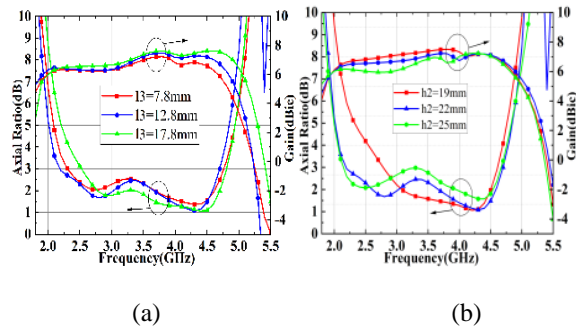 (a)
Axial Ratio(dB)
10
9
8
7
6
5
4
3
2
1
0
l3=7.8mm
l3=12.8mm
l3=17.8mm
Gain(dBic)
10
8
6
4
2
0
-2
-4
2.0 2.5 3.0 3.5 4.0 4.5 5.0 5.5
Frequency(GHz)
(b)
Axial Ratio(dB)
10
9
8
7
6
5
4
3
2
1
0
h2=19mm
h2=22mm
h2=25mm
Gain(dBic)
10
8
6
4
2
0
-2
-4
2.0 2.5 3.0 3.5 4.0 4.5 5.0 5.5
Frequency(GHz)
(a)
(b)